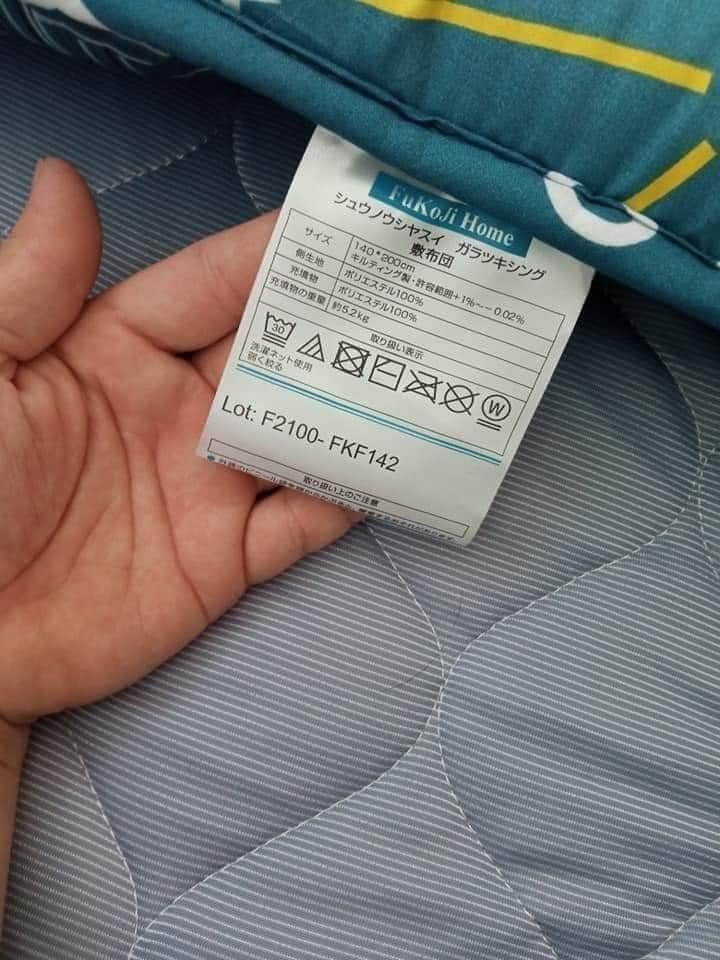 FuKoJi Home
シュウノウシヤスイ ガラツキシング
敷布団
サイズ 140*200cm
キルティング製・許容範囲+1%~-0.02%
側生地 ポリエステル100%
充填物 ポリエステル100%
充填物の重量 約5.2kg
取り扱い表示
30
W
洗濯ネット使用
弱く絞る
Lot: F2100- FKF142
取り扱い上のご注意